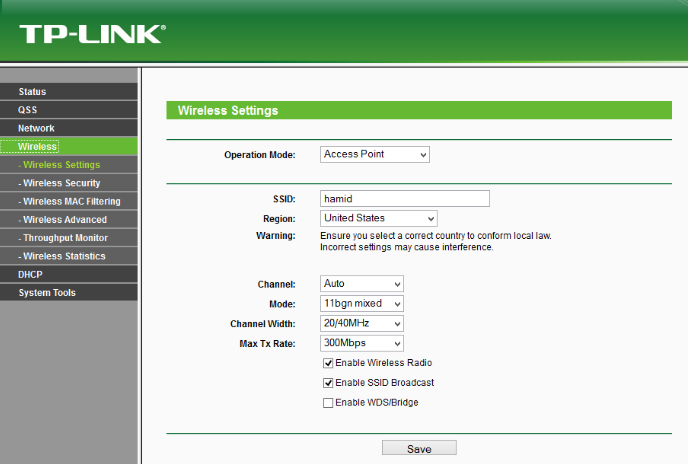 TP-LINK®
Status
QSS
Network
Wireless
- Wireless Settings
- Wireless Security
- Wireless MAC Filtering
- Wireless Advanced
- Throughput Monitor
- Wireless Statistics
DHCP
System Tools
Wireless Settings
Operation Mode: Access Point
SSID: hamid
Region: United States
Warning: Ensure you select a correct country to conform local law.
Incorrect settings may cause interference.
Channel: Auto
Mode: 11bgn mixed
Channel Width: 20/40MHz
Max Tx Rate: 300Mbps
Enable Wireless Radio
Enable SSID Broadcast
Enable WDS/Bridge
Save